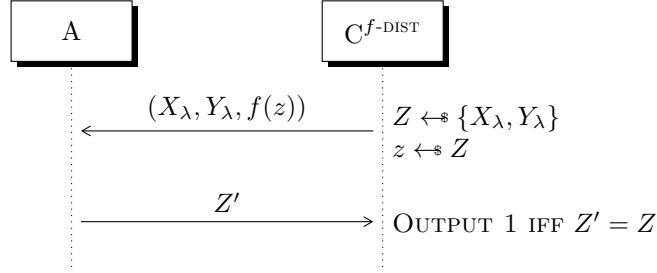 A
C^{f-DIST}
(X_λ, Y_λ, f(z))
Z ←$ {X_λ, Y_λ}
z ←$ Z
Z′
OUTPUT 1 IFF Z′ = Z